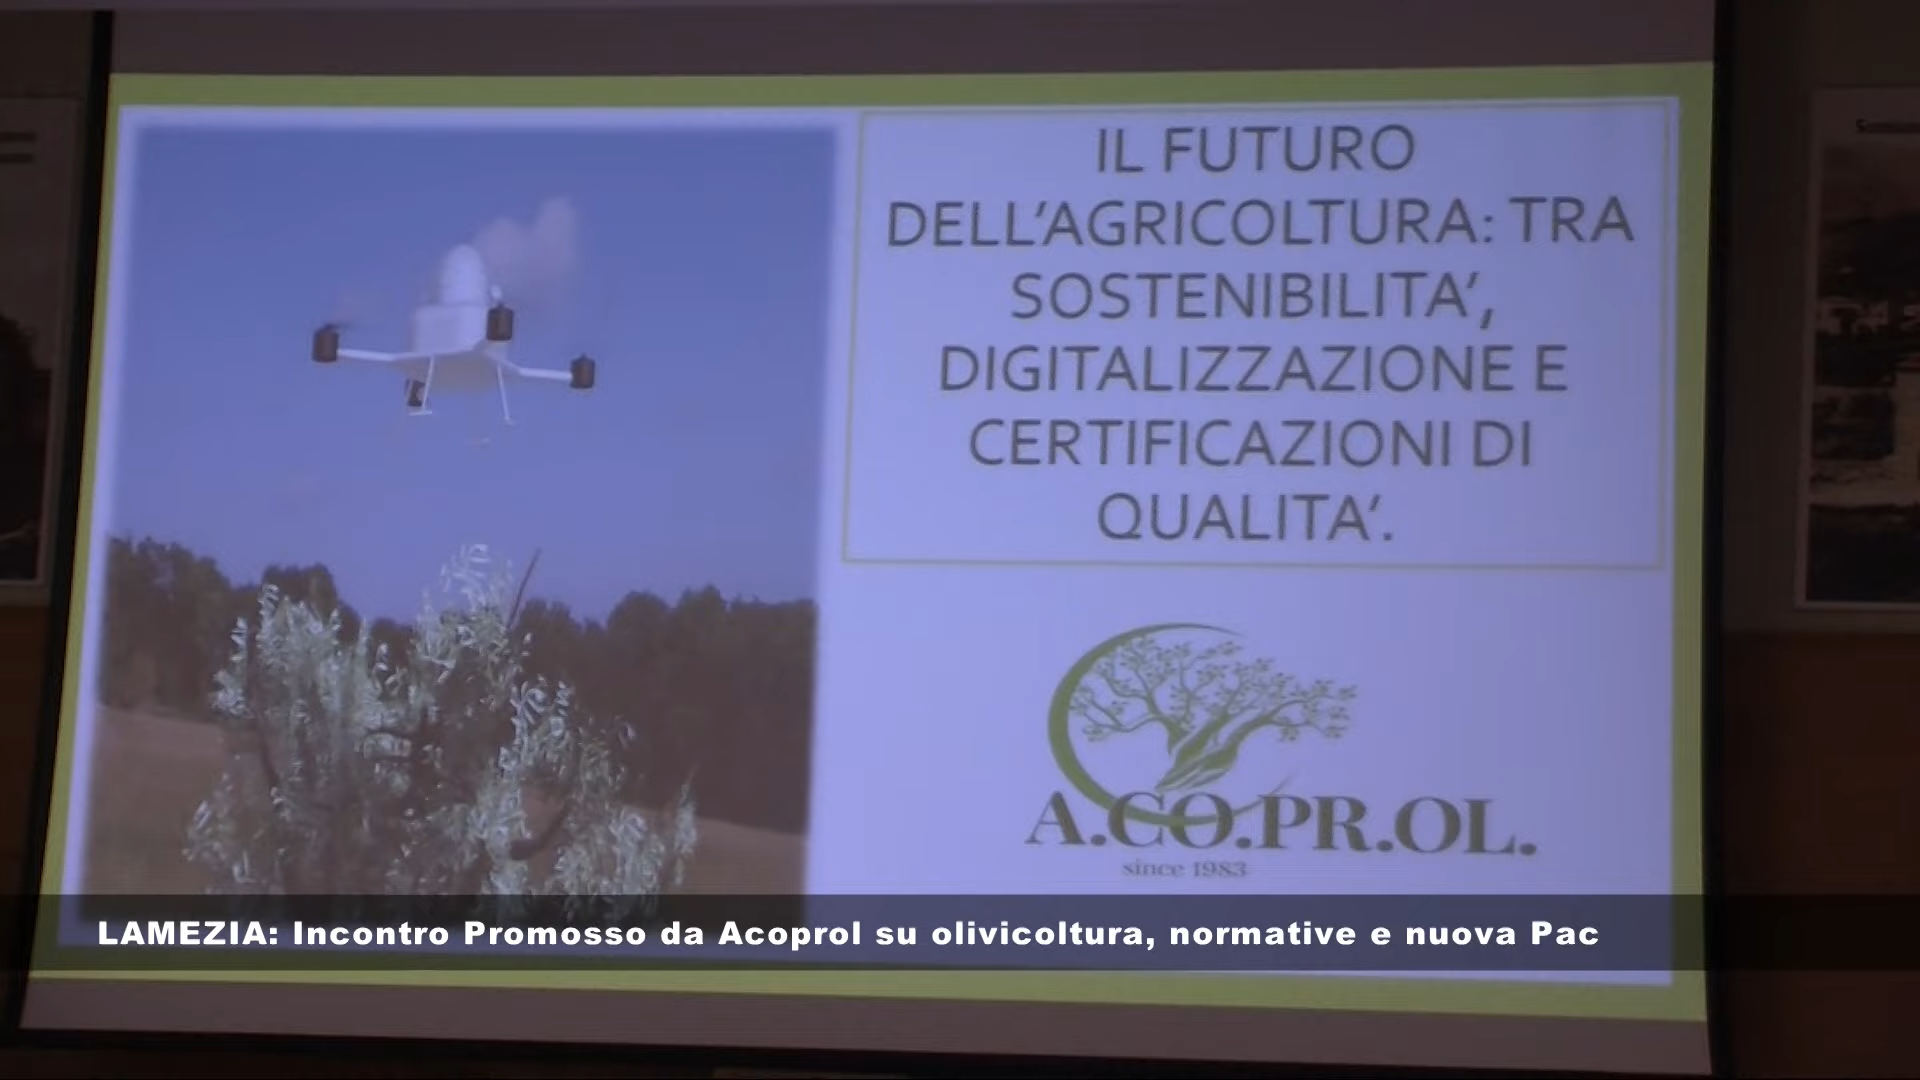 IL FUTURO
DELL'AGRICOLTURA: TRA
SOSTENIBILITA',
DIGITALIZZAZIONE E
CERTIFICAZIONI DI
QUALITA'.
A.CO.PR.OL.
since 1983
LAMEZIA: Incontro Promosso da Acoprol su olivicoltura, normative e nuova Pac